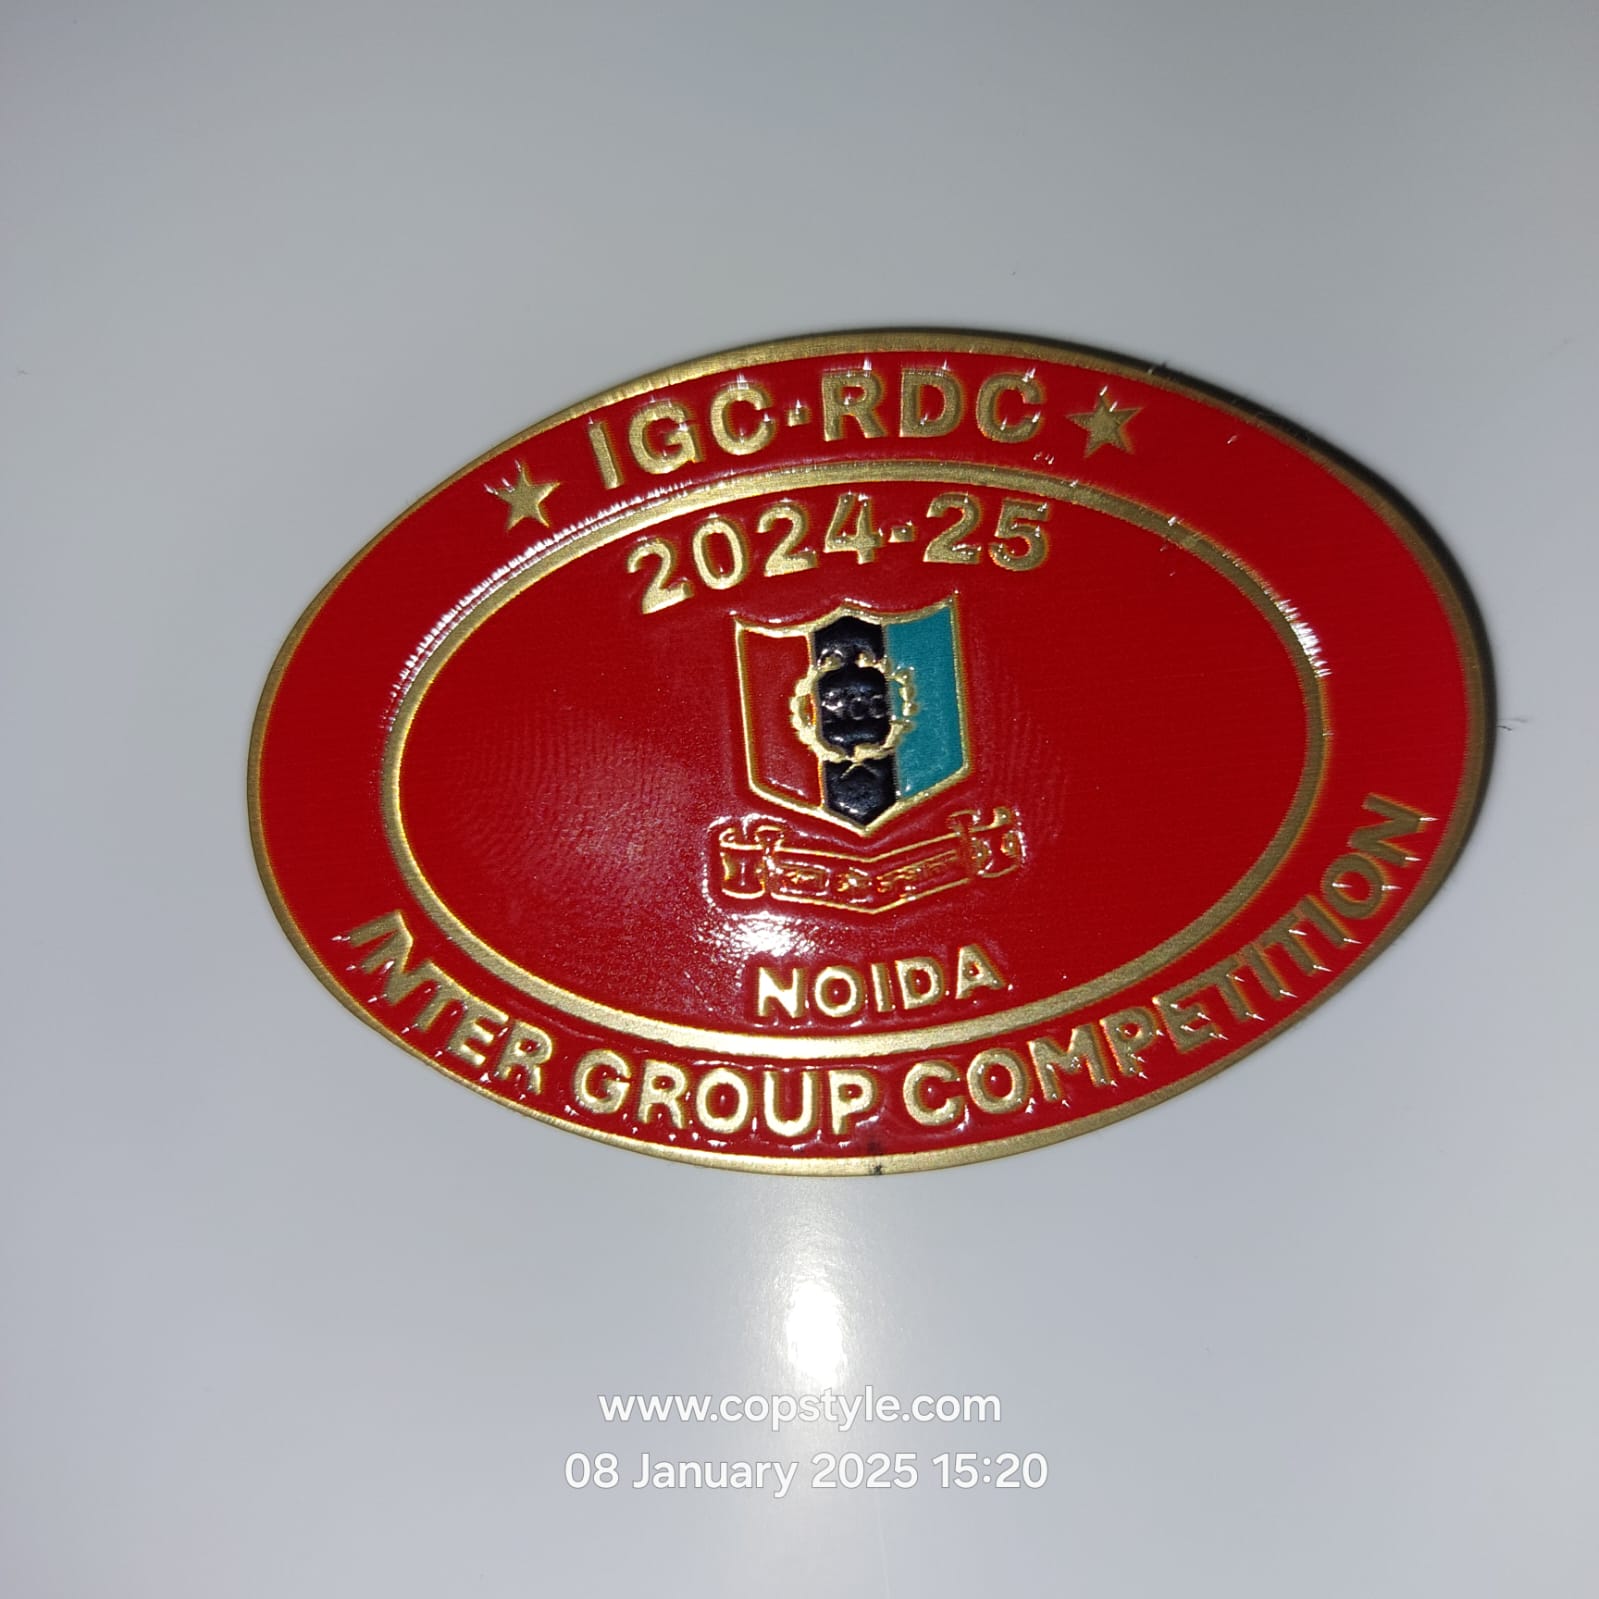 IGC-RDC
2024-25
NCC
NOIDA
INTER GROUP COMPETITION
www.copstyle.com
08 January 2025 15:20